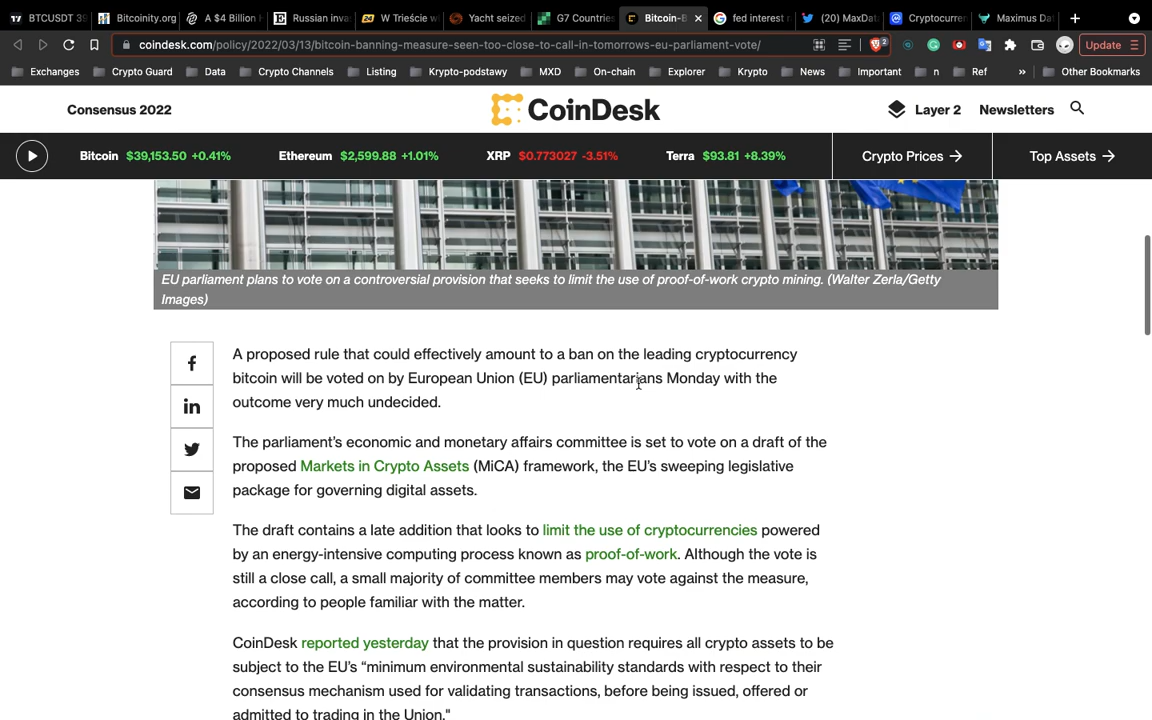 BTCUSDT 39
Bitcoinity.org
A $4 Billion
Russian inva
W Trieście w
Yacht seized
G7 Countries
Bitcoin-B
fed interest r
(20) MaxDat
Cryptocurren
Maximus Da
coindesk.com/policy/2022/03/13/bitcoin-banning-measure-seen-too-close-to-call-in-tomorrows-eu-parliament-vote/
2
Update
Exchanges
Crypto Guard
Data
Crypto Channels
Listing
Krypto-podstawy
MXD
On-chain
Explorer
Krypto
News
Important
n
Ref
»
Other Bookmarks
Consensus 2022
CoinDesk
Layer 2
Newsletters
Bitcoin $39,153.50 +0.41%
Ethereum $2,599.88 +1.01%
XRP $0.773027 -3.51%
Terra $93.81 +8.39%
Crypto Prices →
Top Assets →
EU parliament plans to vote on a controversial provision that seeks to limit the use of proof-of-work crypto mining. (Walter Zerla/Getty
Images)
A proposed rule that could effectively amount to a ban on the leading cryptocurrency
bitcoin will be voted on by European Union (EU) parliamentarians Monday with the
outcome very much undecided.
The parliament's economic and monetary affairs committee is set to vote on a draft of the
proposed Markets in Crypto Assets (MiCA) framework, the EU's sweeping legislative
package for governing digital assets.
The draft contains a late addition that looks to limit the use of cryptocurrencies powered
by an energy-intensive computing process known as proof-of-work. Although the vote is
still a close call, a small majority of committee members may vote against the measure,
according to people familiar with the matter.
CoinDesk reported yesterday that the provision in question requires all crypto assets to be
subject to the EU's “minimum environmental sustainability standards with respect to their
consensus mechanism used for validating transactions, before being issued, offered or
admitted to trading in the Union."